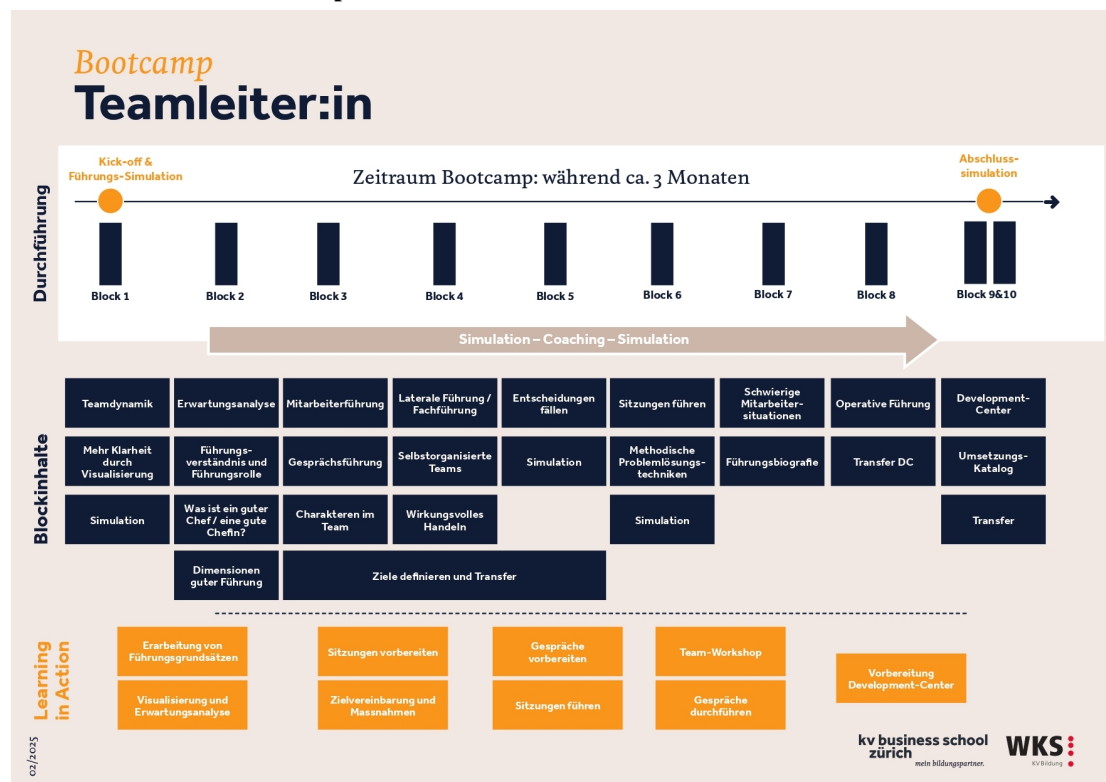 Bootcamp
Teamleiter:in
Durchführung
Kick-off &
Führungs-Simulation
Zeitraum Bootcamp: während ca. 3 Monaten
Abschluss-
simulation
Block 1
Block 2
Block 3
Block 4
Block 5
Block 6
Block 7
Block 8
Block 9&10
Simulation – Coaching – Simulation
Blockinhalte
Teamdynamik
Erwartungsanalyse
Mitarbeiterführung
Laterale Führung /
Fachführung
Entscheidungen
fällen
Sitzungen führen
Schwierige
Mitarbeiter-
situationen
Operative Führung
Development-
Center
Mehr Klarheit
durch
Visualisierung
Führungs-
verständnis und
Führungsrolle
Gesprächsführung
Selbstorganisierte
Teams
Simulation
Methodische
Problemlösungs-
techniken
Führungsbiografie
Transfer DC
Umsetzungs-
Katalog
Simulation
Was ist ein guter
Chef / eine gute
Chefin?
Charakteren im
Team
Wirkungsvolles
Handeln
Simulation
Transfer
Dimensionen
guter Führung
Ziele definieren und Transfer
Learning
in Action
Erarbeitung von
Führungsgrundsätzen
Sitzungen vorbereiten
Gespräche
vorbereiten
Team-Workshop
Vorbereitung
Development-Center
Visualisierung und
Erwartungsanalyse
Zielvereinbarung und
Massnahmen
Sitzungen führen
Gespräche
durchführen
02/2025
kv business school
zürich
mein bildungspartner.
WKS
KV Bildung